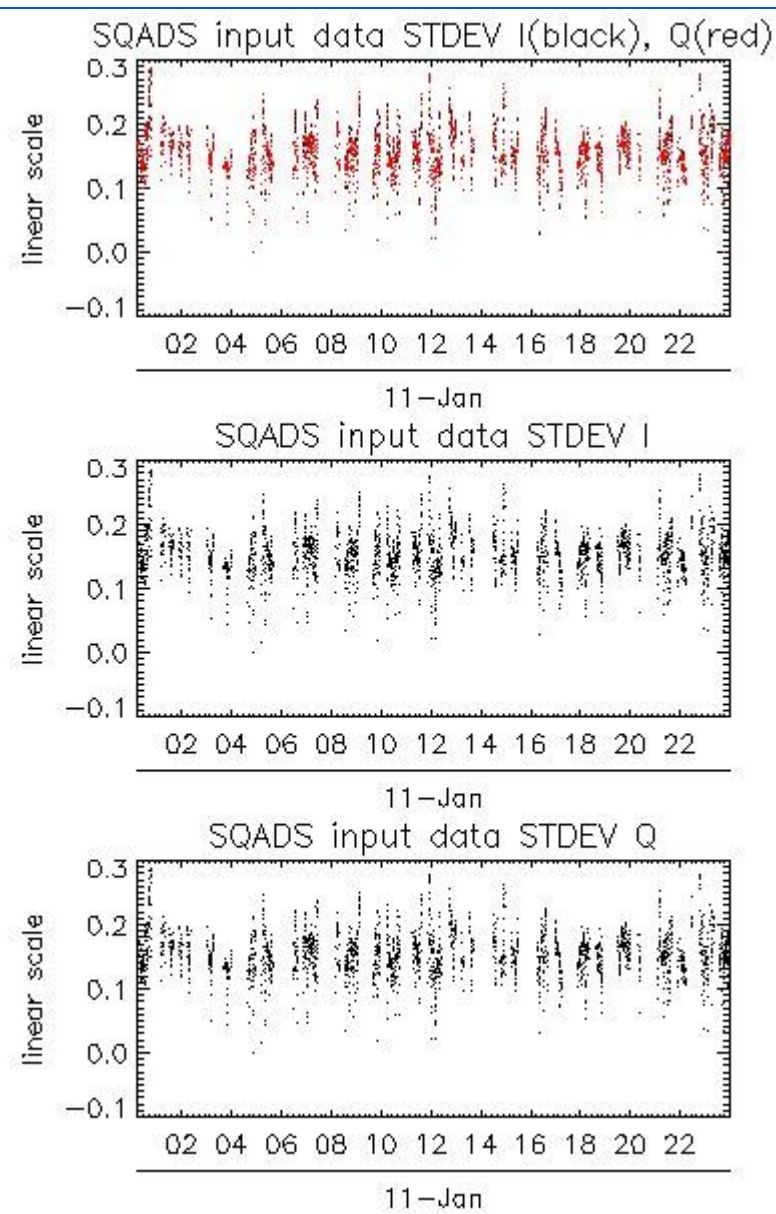 SQADS input data STDEV I(black), Q(red)
linear scale
0.3
0.2
0.1
0.0
−0.1
02 04 06 08 10 12 14 16 18 20 22
11−Jan
SQADS input data STDEV I
linear scale
0.3
0.2
0.1
0.0
−0.1
02 04 06 08 10 12 14 16 18 20 22
11−Jan
SQADS input data STDEV Q
linear scale
0.3
0.2
0.1
0.0
−0.1
02 04 06 08 10 12 14 16 18 20 22
11−Jan